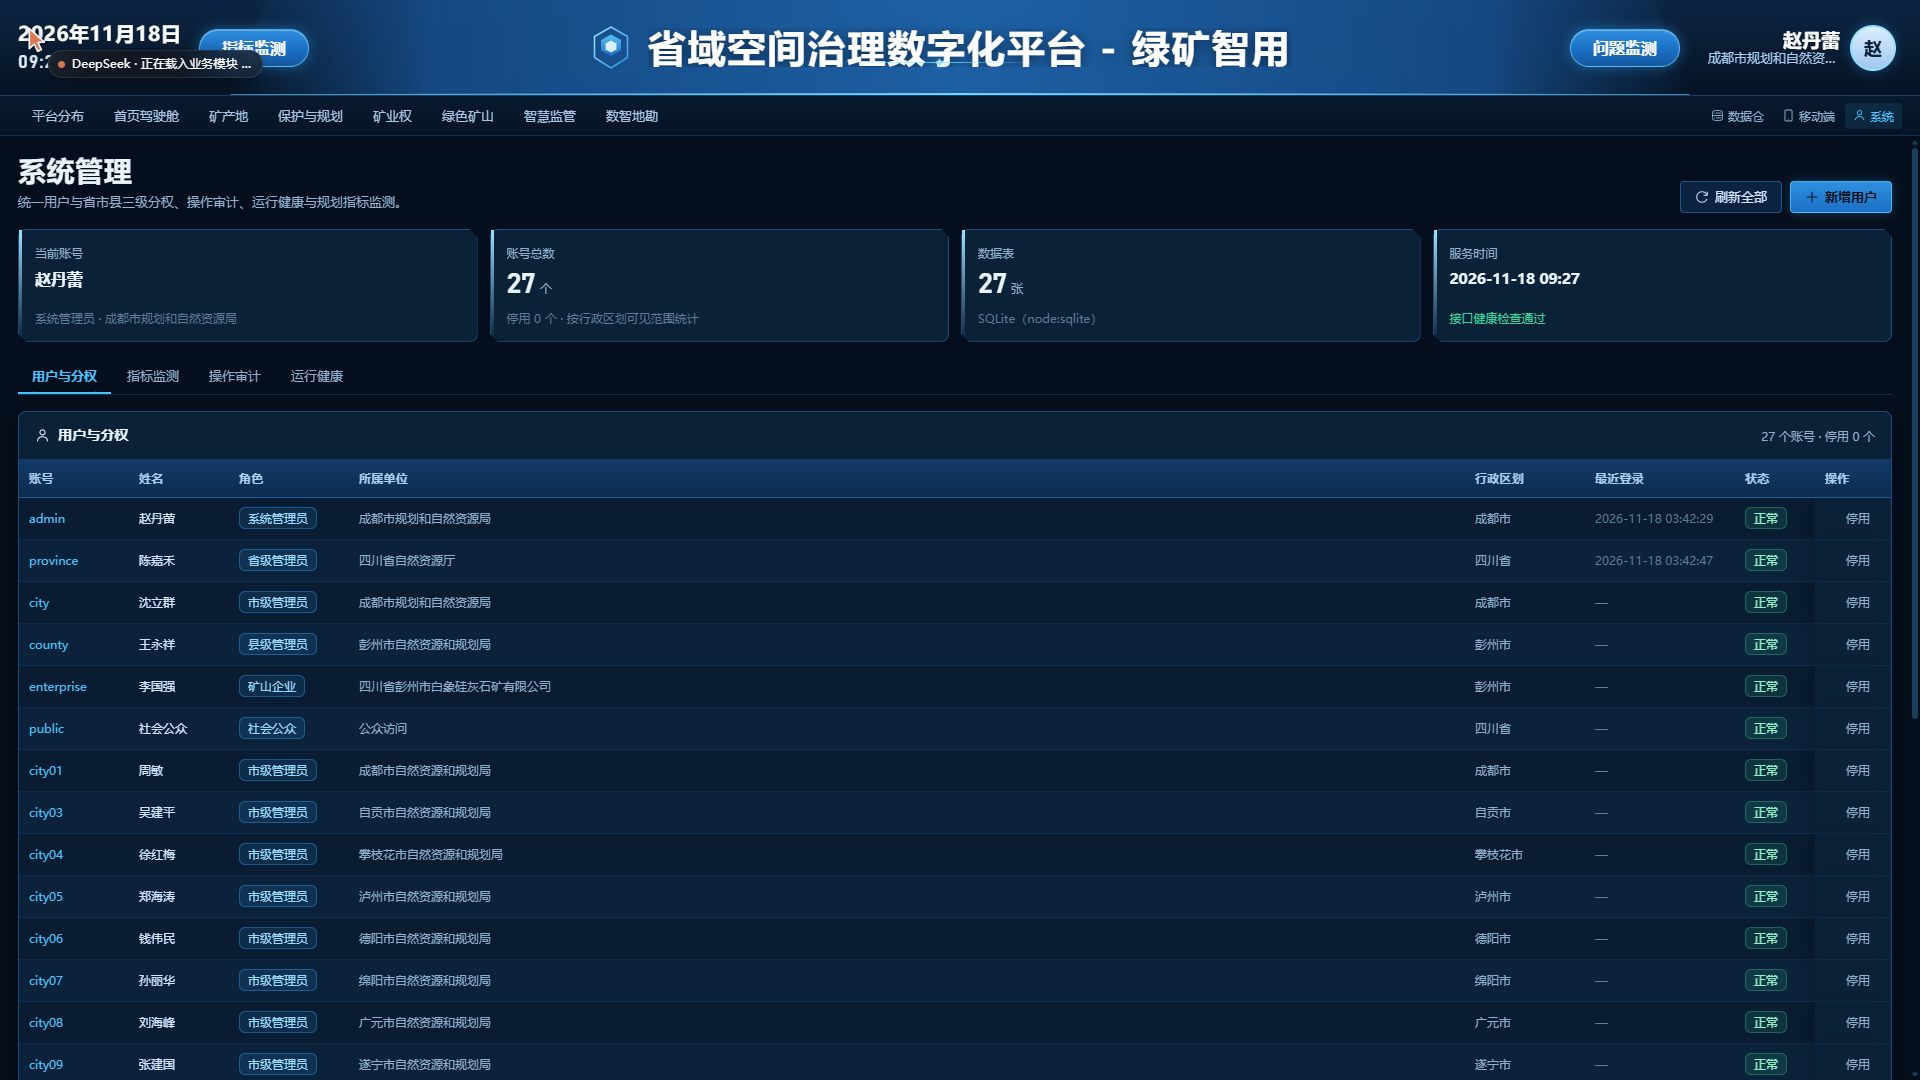 2026年11月18日
09:2
DeepSeek · 正在载入业务模块 ...
指标监测
省域空间治理数字化平台 - 绿矿智用
问题监测
赵丹蕾
成都市规划和自然资...
赵
平台分布 首页驾驶舱 矿产地 保护与规划 矿业权 绿色矿山 智慧监管 数智地勘 数据仓 移动端 系统
系统管理
统一用户与省市县三级分权、操作审计、运行健康与规划指标监测。
刷新全部 新增用户
当前账号
赵丹蕾
系统管理员 · 成都市规划和自然资源局
账号总数
27 个
停用 0 个 · 按行政区划可见范围统计
数据表
27 张
SQLite（node:sqlite）
服务时间
2026-11-18 09:27
接口健康检查通过
用户与分权 指标监测 操作审计 运行健康
用户与分权 27 个账号 · 停用 0 个
账号 姓名 角色 所属单位 行政区划 最近登录 状态 操作
admin 赵丹蕾 系统管理员 成都市规划和自然资源局 成都市 2026-11-18 03:42:29 正常 停用
province 陈嘉禾 省级管理员 四川省自然资源厅 四川省 2026-11-18 03:42:47 正常 停用
city 沈立群 市级管理员 成都市规划和自然资源局 成都市 — 正常 停用
county 王永祥 县级管理员 彭州市自然资源和规划局 彭州市 — 正常 停用
enterprise 李国强 矿山企业 四川省彭州市白象硅灰石矿有限公司 彭州市 — 正常 停用
public 社会公众 社会公众 公众访问 四川省 — 正常 停用
city01 周敏 市级管理员 成都市自然资源和规划局 成都市 — 正常 停用
city03 吴建平 市级管理员 自贡市自然资源和规划局 自贡市 — 正常 停用
city04 徐红梅 市级管理员 攀枝花市自然资源和规划局 攀枝花市 — 正常 停用
city05 郑海涛 市级管理员 泸州市自然资源和规划局 泸州市 — 正常 停用
city06 钱伟民 市级管理员 德阳市自然资源和规划局 德阳市 — 正常 停用
city07 孙丽华 市级管理员 绵阳市自然资源和规划局 绵阳市 — 正常 停用
city08 刘海峰 市级管理员 广元市自然资源和规划局 广元市 — 正常 停用
city09 张建国 市级管理员 遂宁市自然资源和规划局 遂宁市 — 正常 停用